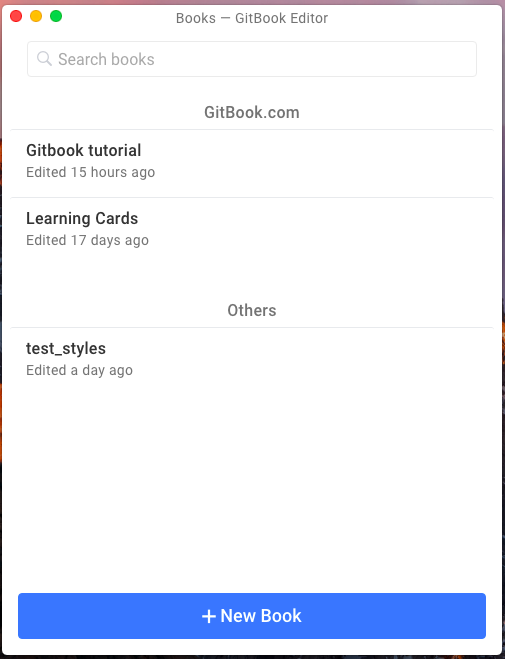 Books — GitBook Editor
Search books
GitBook.com
Gitbook tutorial
Edited 15 hours ago
Learning Cards
Edited 17 days ago
Others
test_styles
Edited a day ago
+ New Book